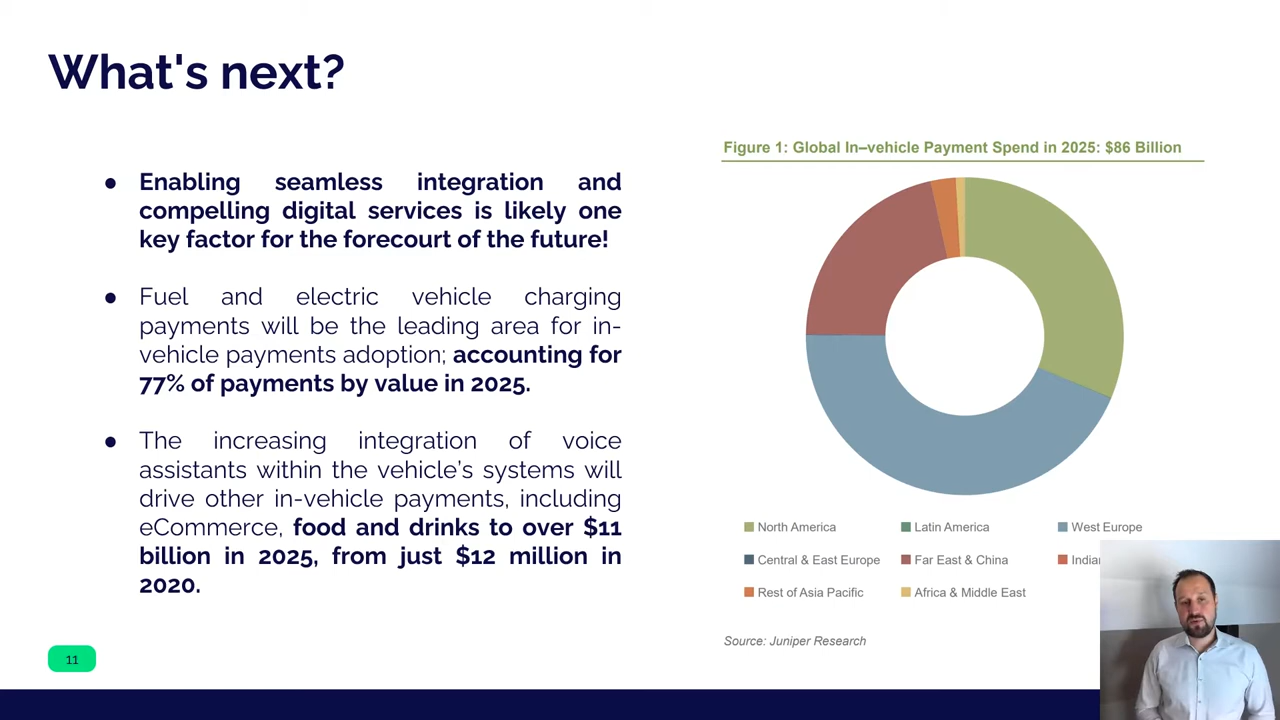 What's next?
● Enabling seamless integration and
compelling digital services is likely one
key factor for the forecourt of the future!
● Fuel and electric vehicle charging
payments will be the leading area for in-
vehicle payments adoption; accounting for
77% of payments by value in 2025.
● The increasing integration of voice
assistants within the vehicle's systems will
drive other in-vehicle payments, including
eCommerce, food and drinks to over $11
billion in 2025, from just $12 million in
2020.
11
Figure 1: Global In–vehicle Payment Spend in 2025: $86 Billion
North America Latin America West Europe
Central & East Europe Far East & China
Rest of Asia Pacific Africa & Middle East
Source: Juniper Research